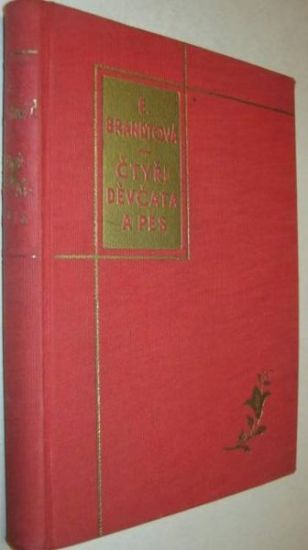 E.
BRANDTOVÁ
ČTYŘI
DĚVČATA
A PES